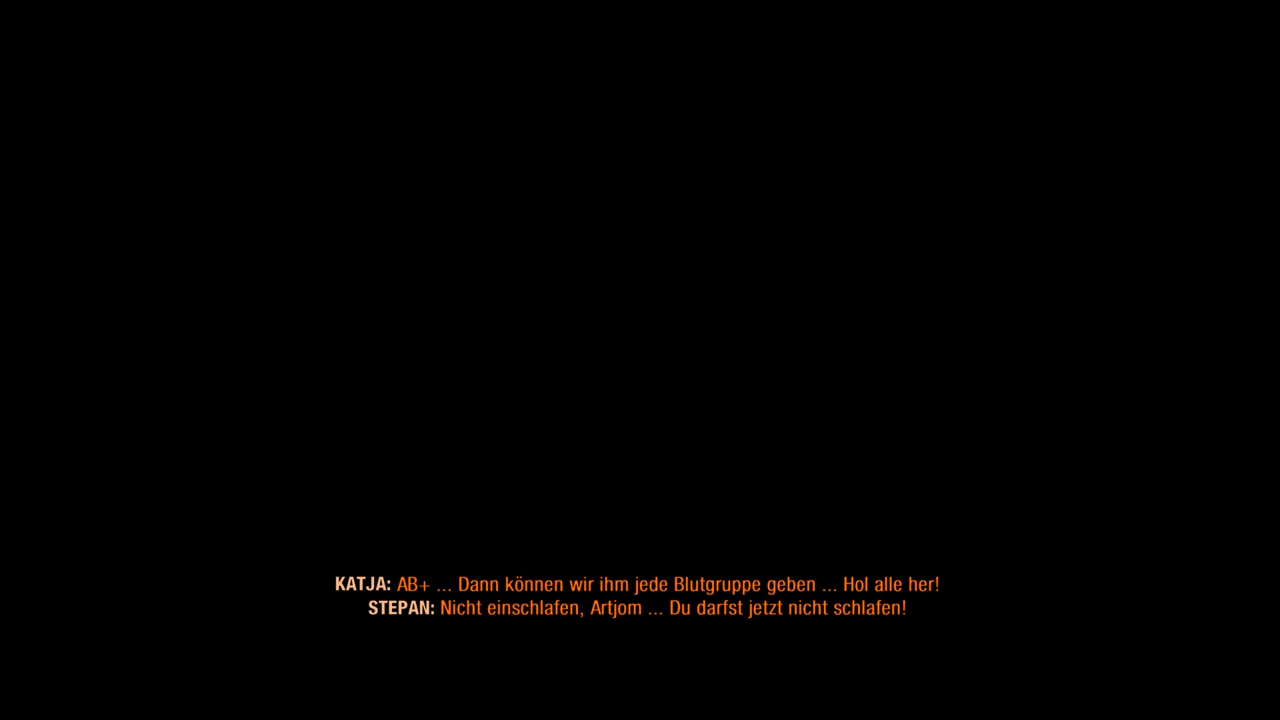 KATJA: AB+ ... Dann können wir ihm jede Blutgruppe geben ... Hol alle her!
STEPAN: Nicht einschlafen, Artjom ... Du darfst jetzt nicht schlafen!